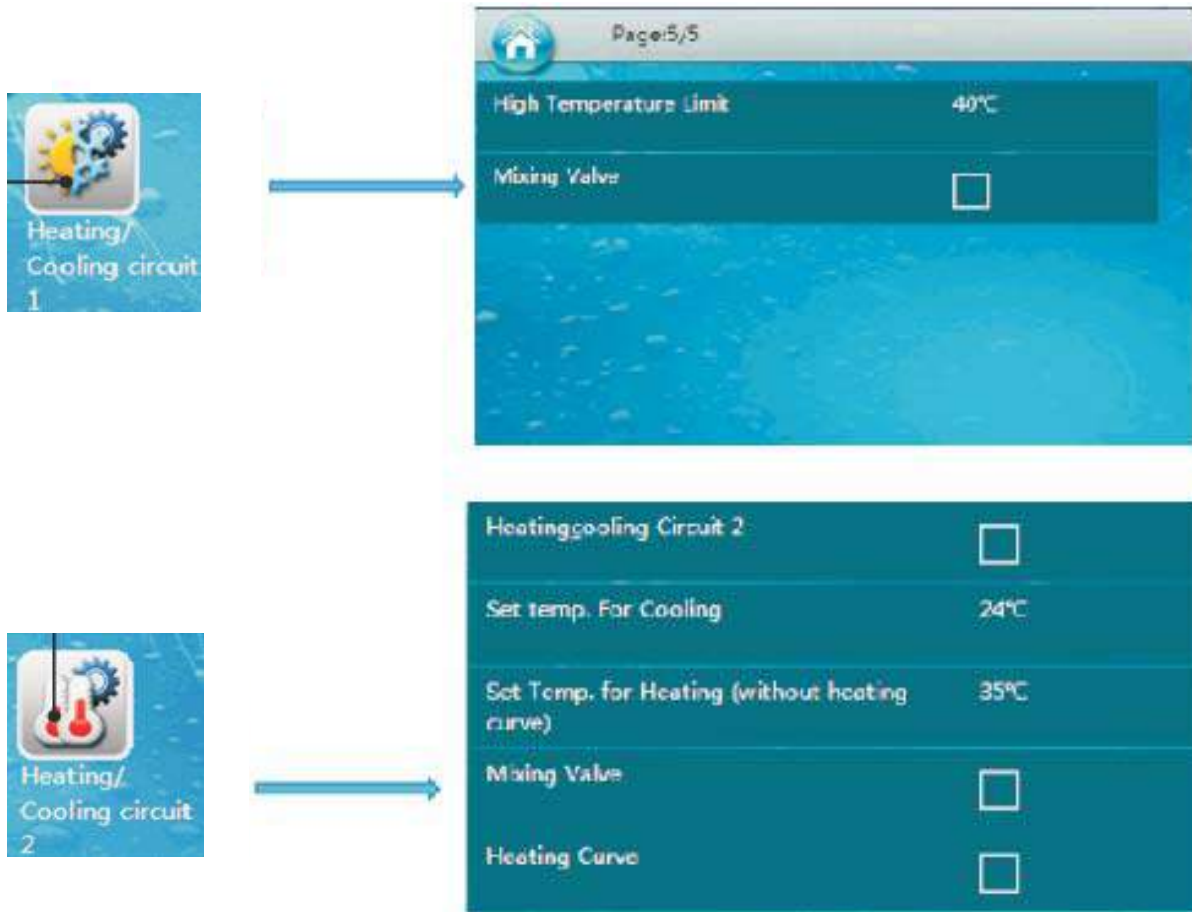 Page:5/5
High Temperature Limit 40℃
Mixing Valve
Heating/
Cooling circuit
1
Heatingcooling Circuit 2
Set temp. For Cooling 24℃
Set Temp. for Heating (without heating 35℃
curve)
Mixing Valve
Heating Curve
Heating/
Cooling circuit
2